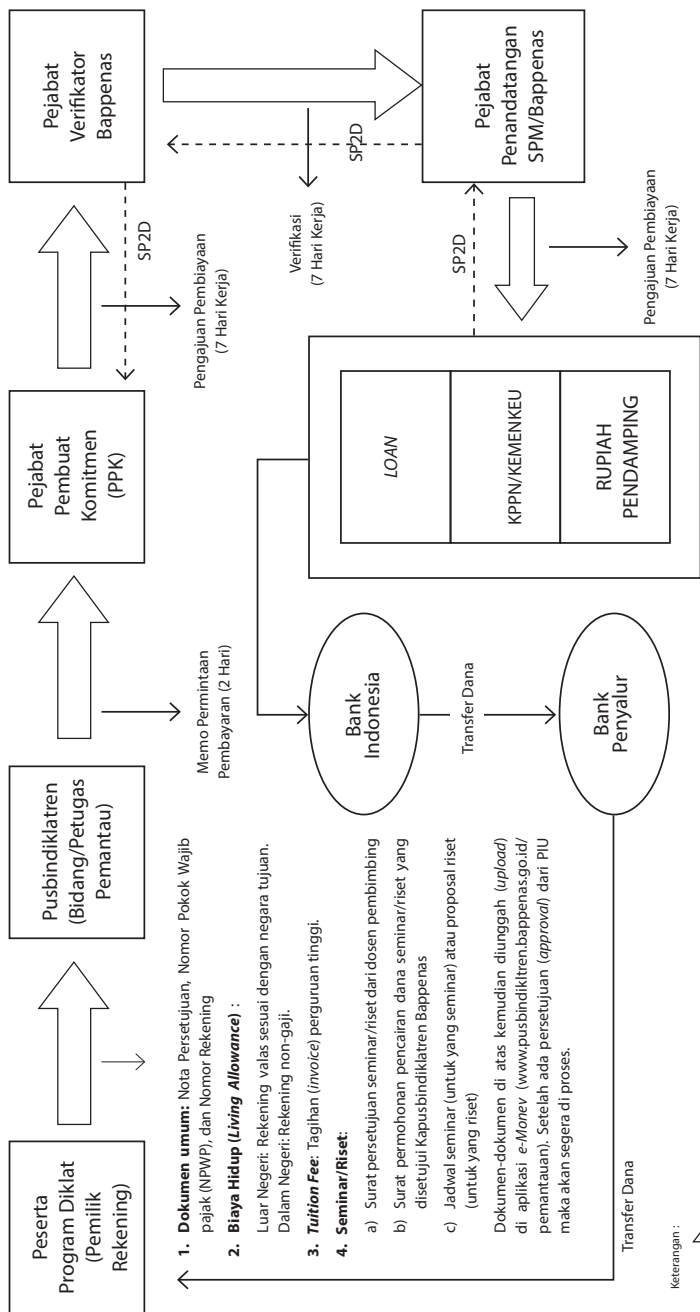 Peserta
Program Diklat
(Pemilik
Rekening)
Pusbindiklatren
(Bidang/Petugas
Pemantau)
Pejabat
Pembuat
Komitmen
(PPK)
Pejabat
Verifikator
Bappenas
Memo Permintaan
Pembayaran (2 Hari)
SP2D
Pengajuan Pembiayaan
(7 Hari Kerja)
SP2D
Verifikasi
(7 Hari Kerja)
Pejabat
Penandatangan
SPM/Bappenas
SP2D
Pengajuan Pembiayaan
(7 Hari Kerja)
LOAN
KPPN/KEMENKEU
RUPIAH
PENDAMPING
Bank
Indonesia
Transfer Dana
Bank
Penyalur
1. Dokumen umum: Nota Persetujuan, Nomor Pokok Wajib
pajak (NPWP), dan Nomor Rekening
2. Biaya Hidup (Living Allowance) :
Luar Negeri: Rekening valas sesuai dengan negara tujuan.
Dalam Negeri: Rekening non-gaji.
3. Tuition Fee: Tagihan (invoice) perguruan tinggi.
4. Seminar/Riset:
a) Surat persetujuan seminar/riset dari dosen pembimbing
b) Surat permohonan pencairan dana seminar/riset yang
disetujui Kapusbindiklatren Bappenas
c) Jadwal seminar (untuk yang seminar) atau proposal riset
(untuk yang riset)
Dokumen-dokumen di atas kemudian diunggah (upload)
di aplikasi e-Monev (www.pusbindikltren.bappenas.go.id/
pemantauan). Setelah ada persetujuan (approval) dari PIU
maka akan segera di proses.
Transfer Dana
Keterangan :